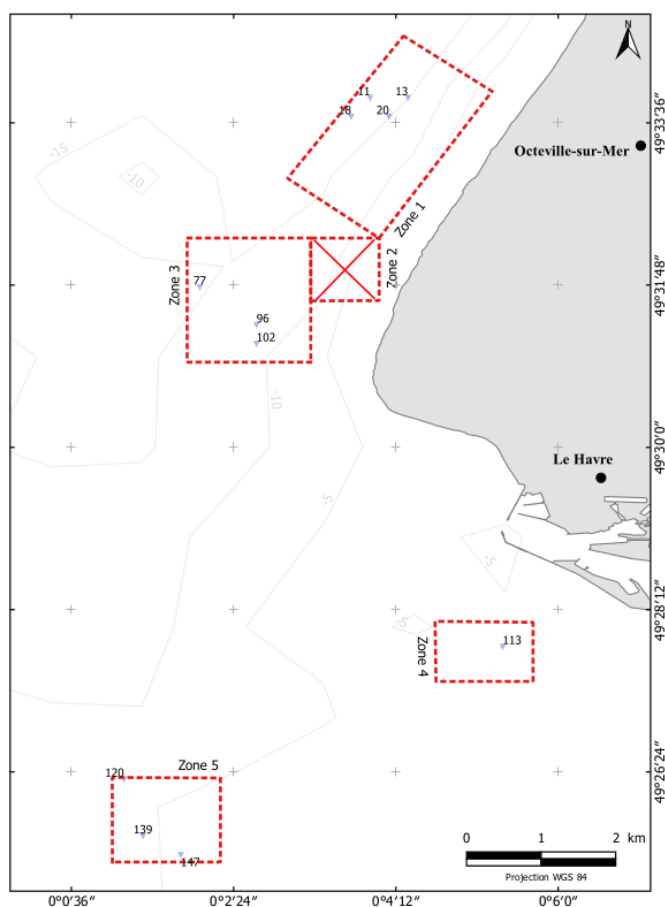 N
11
13
18
20
49°33'36"
Octeville-sur-Mer
-15
-10
Zone 1
Zone 2
Zone 3
77
49°31'48"
96
102
-10
Le Havre
49°30'0"
-5
-5
49°28'12"
-5
113
Zone 4
Zone 5
120
49°26'24"
139
147
0 1 2 km
Projection WGS 84
0°0'36" 0°2'24" 0°4'12" 0°6'0"